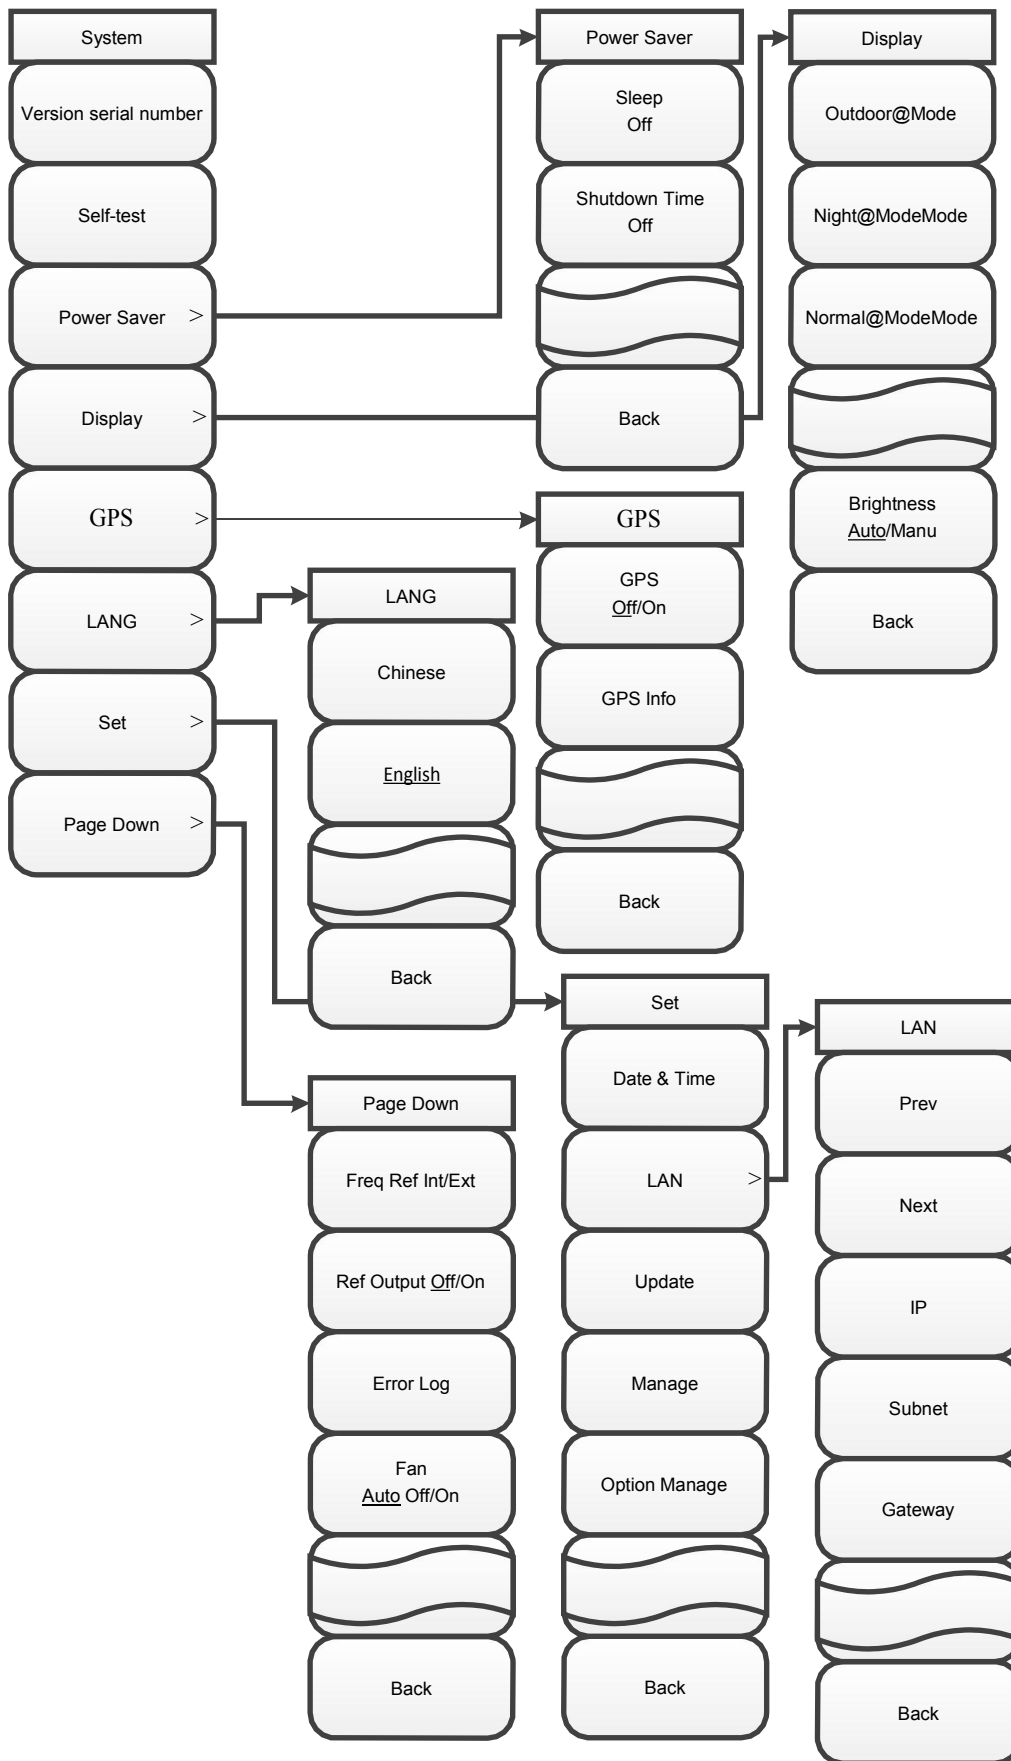 System
Version serial number
Self-test
Power Saver >
Display >
GPS >
LANG >
Set >
Page Down >
Power Saver
Sleep
Off
Shutdown Time
Off
Back
Display
Outdoor@Mode
Night@ModeMode
Normal@ModeMode
Brightness
Auto/Manu
Back
GPS
GPS
Off/On
GPS Info
Back
LANG
Chinese
English
Back
Set
Date & Time
LAN >
Update
Manage
Option Manage
Back
LAN
Prev
Next
IP
Subnet
Gateway
Back
Page Down
Freq Ref Int/Ext
Ref Output Off/On
Error Log
Fan
Auto Off/On
Back